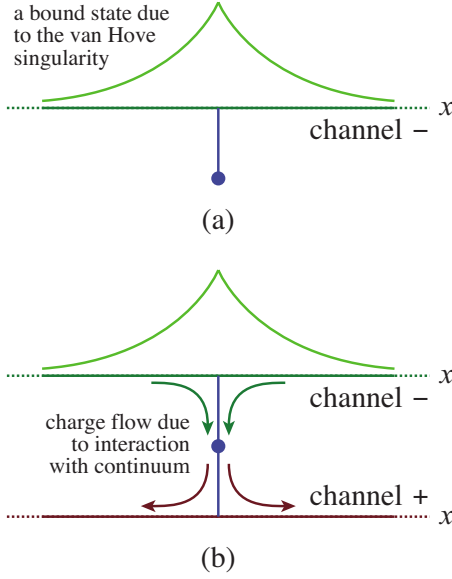 a bound state due
to the van Hove
singularity
x
channel −
(a)
x
channel −
charge flow due
to interaction
with continuum
channel +
x
(b)